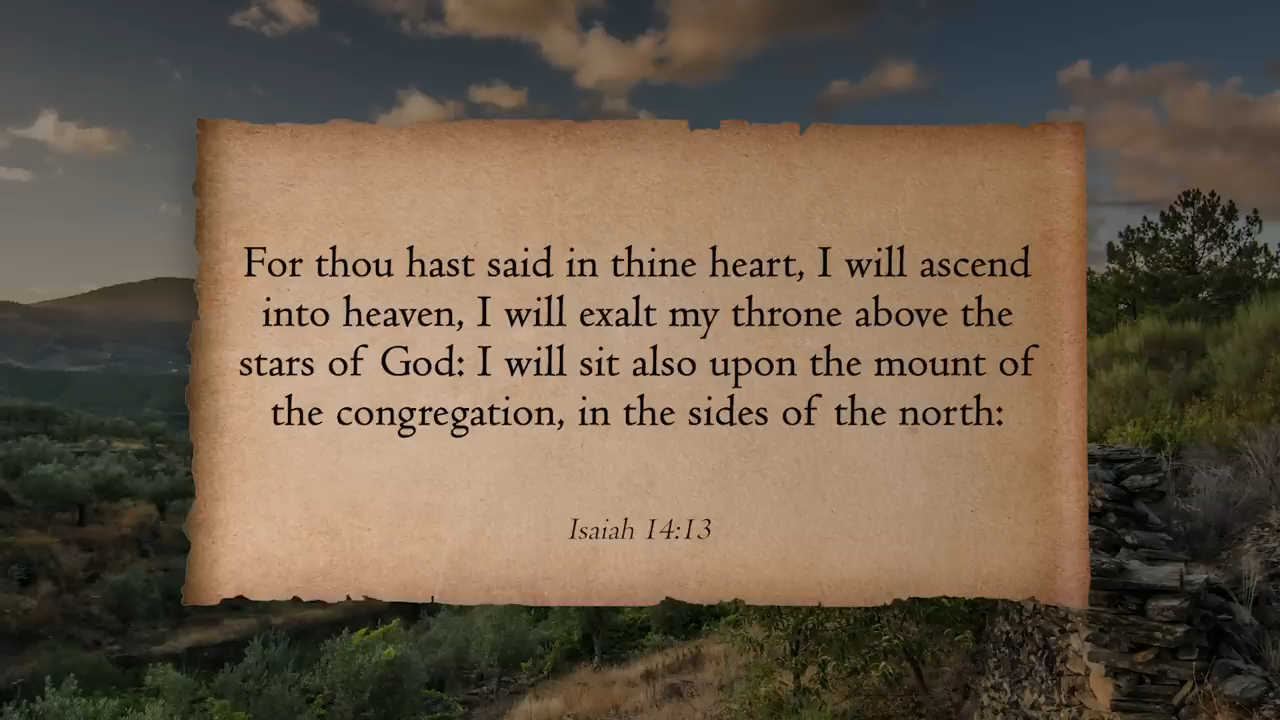 For thou hast said in thine heart, I will ascend
into heaven, I will exalt my throne above the
stars of God: I will sit also upon the mount of
the congregation, in the sides of the north:
Isaiah 14:13